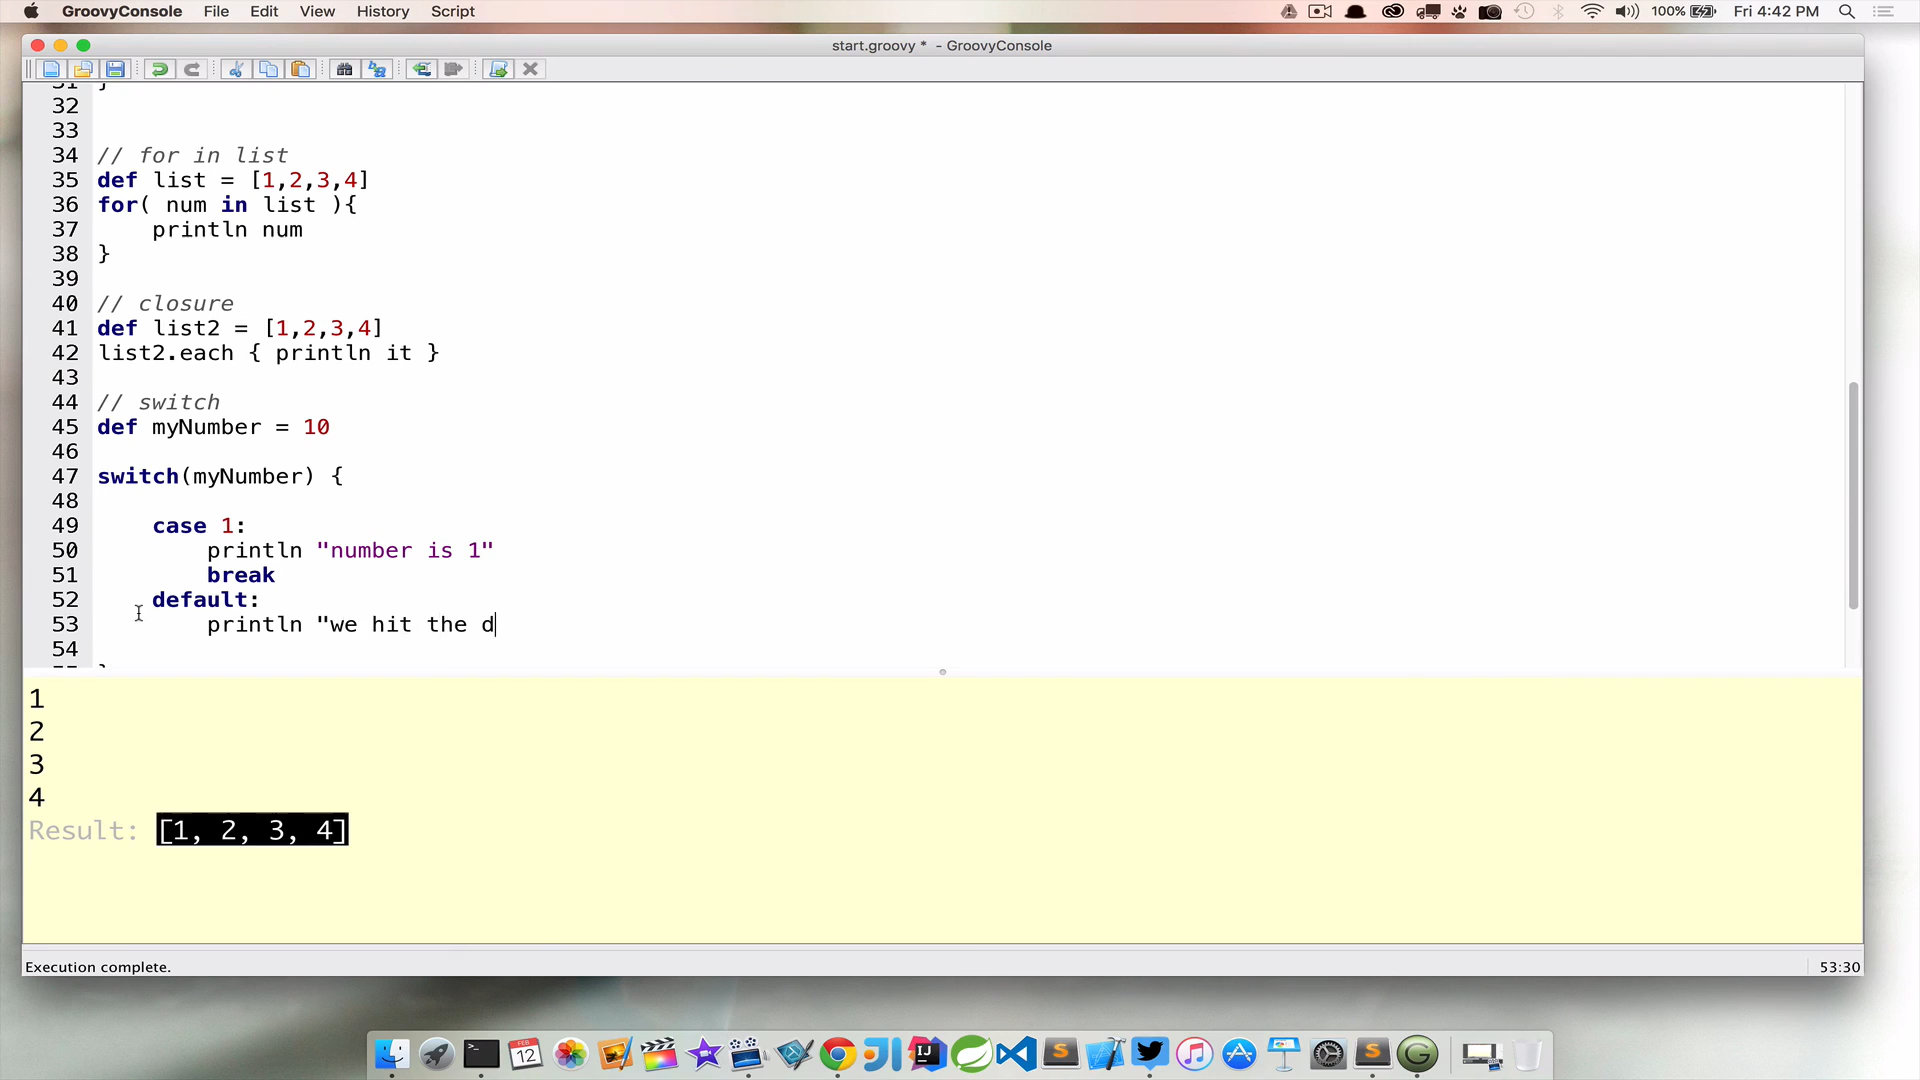 GroovyConsole File Edit View History Script 100% Fri 4:42 PM
start.groovy * - GroovyConsole
31 }
32
33
34 // for in list
35 def list = [1,2,3,4]
36 for( num in list ){
37 println num
38 }
39
40 // closure
41 def list2 = [1,2,3,4]
42 list2.each { println it }
43
44 // switch
45 def myNumber = 10
46
47 switch(myNumber) {
48
49 case 1:
50 println "number is 1"
51 break
52 default:
53 println "we hit the d
54
55 }
1
2
3
4
Result: [1, 2, 3, 4]
Execution complete. 53:30
FEB
12